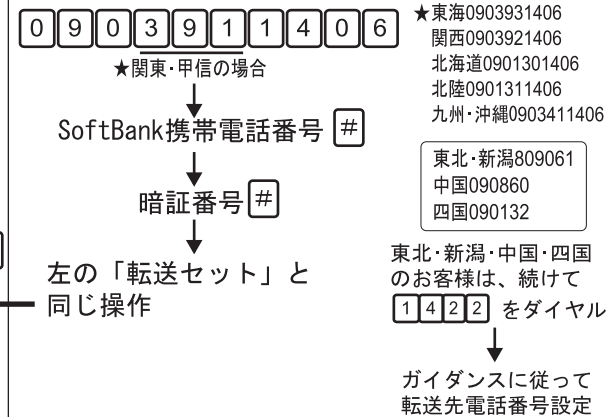 0903911406
★関東・甲信の場合
SoftBank携帯電話番号 #
暗証番号 #
左の「転送セット」と
同じ操作
★東海0903931406
関西0903921406
北海道0901301406
北陸0901311406
九州・沖縄0903411406
東北・新潟809061
中国090860
四国090132
東北・新潟・中国・四国
のお客様は、続けて
1422 をダイヤル
ガイダンスに従って
転送先電話番号設定